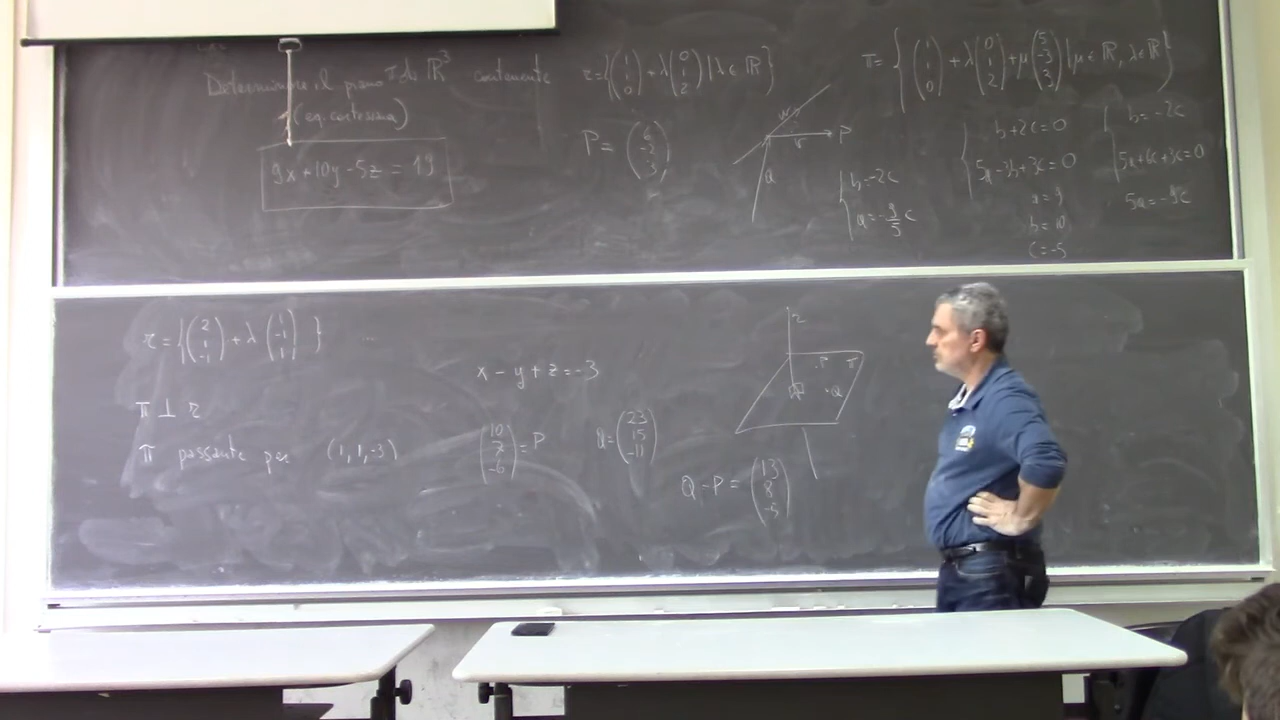 Determinare il piano π di ℝ³ contenente r = {(1 1 0) + λ(0 1 2) | λ ∈ ℝ}
(eq. cartesiana)
9x + 10y - 5z = 19
P =
w
v
P
Q
b = -2c
a = -9/5 c
π = {(1 1 0) + λ(0 1 2) + μ(5 -3 3) | μ ∈ ℝ, λ ∈ ℝ}
b + 2c = 0
5a - 3b + 3c = 0
a = 9
b = 10
c = -5
b = -2c
5a + 6c + 3c = 0
5a = -9c
r = {(2 1 -1) + λ(1 -1 1)} ...
π ⊥ r
π passante per (1, 1, -3)
x - y + z = -3
(10 7 -6) = P
Q = (23 15 -11)
Q - P = (13 8 -5)
r
P
π
Q